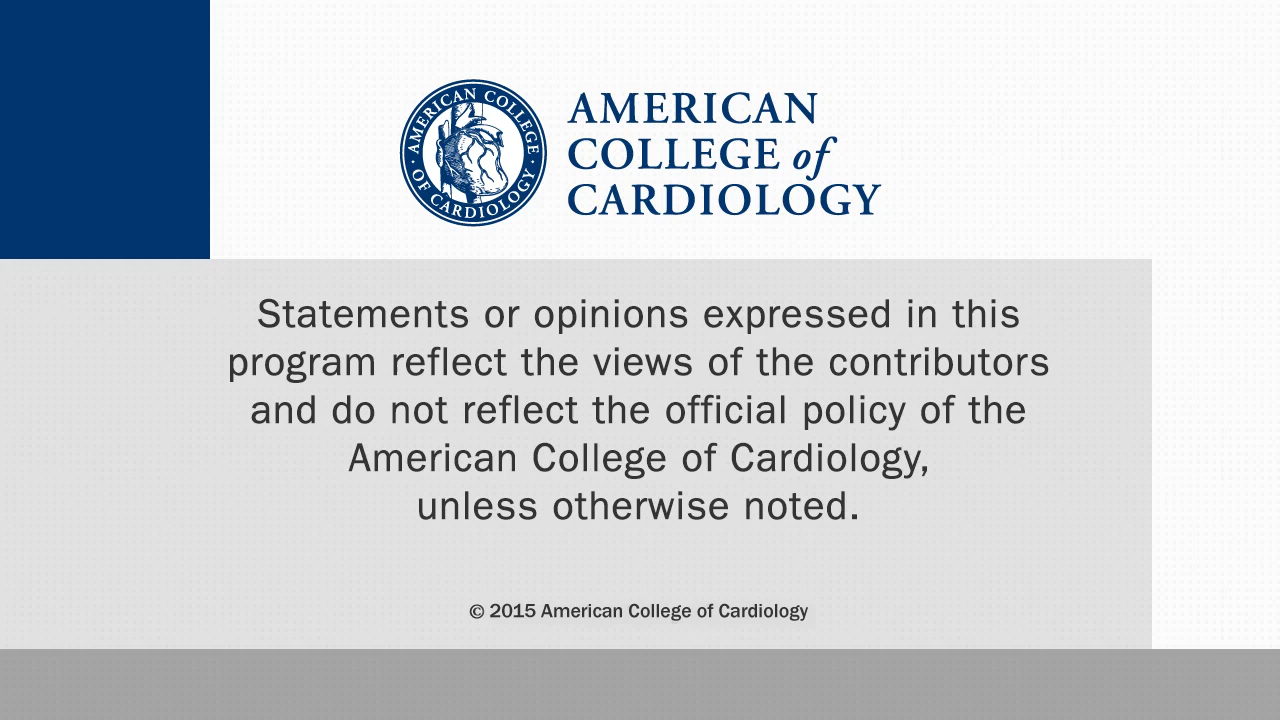 AMERICAN COLLEGE
· OF CARDIOLOGY ·
AMERICAN
COLLEGE of
CARDIOLOGY
Statements or opinions expressed in this
program reflect the views of the contributors
and do not reflect the official policy of the
American College of Cardiology,
unless otherwise noted.
© 2015 American College of Cardiology